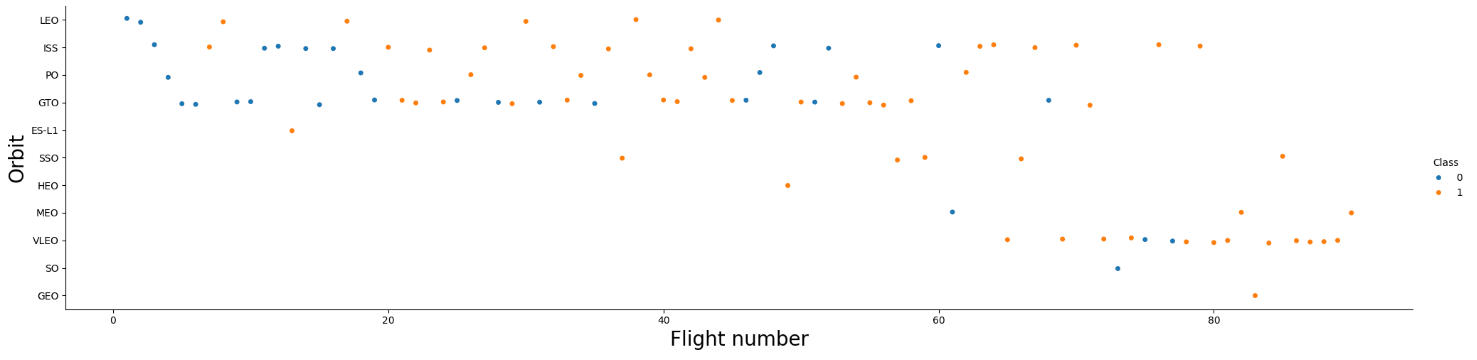 LEO
ISS
PO
GTO
ES-L1
SSO
HEO
MEO
VLEO
SO
GEO
Orbit
0 20 40 60 80
Flight number
Class
0
1